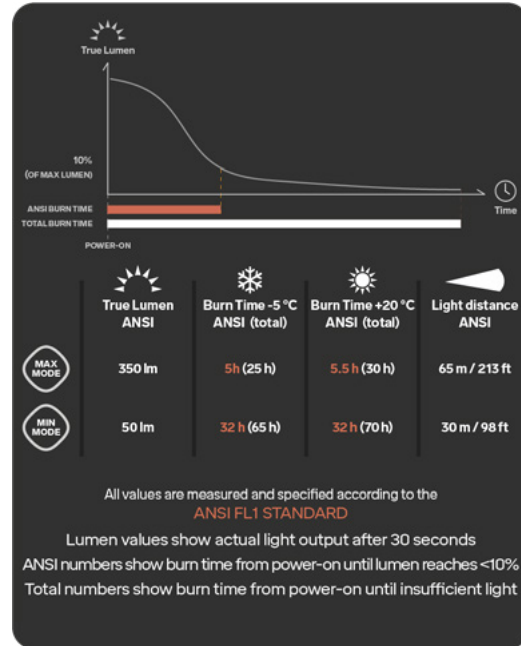 True Lumen
10%
(OF MAX LUMEN)
ANSI BURN TIME
TOTAL BURN TIME
Time
POWER-ON
True Lumen
ANSI
Burn Time -5 °C
ANSI (total)
Burn Time +20 °C
ANSI (total)
Light distance
ANSI
MAX
MODE
350 lm
5h (25 h)
5.5 h (30 h)
65 m / 213 ft
MIN
MODE
50 lm
32 h (65 h)
32 h (70 h)
30 m / 98 ft
All values are measured and specified according to the
ANSI FL1 STANDARD
Lumen values show actual light output after 30 seconds
ANSI numbers show burn time from power-on until lumen reaches <10%
Total numbers show burn time from power-on until insufficient light